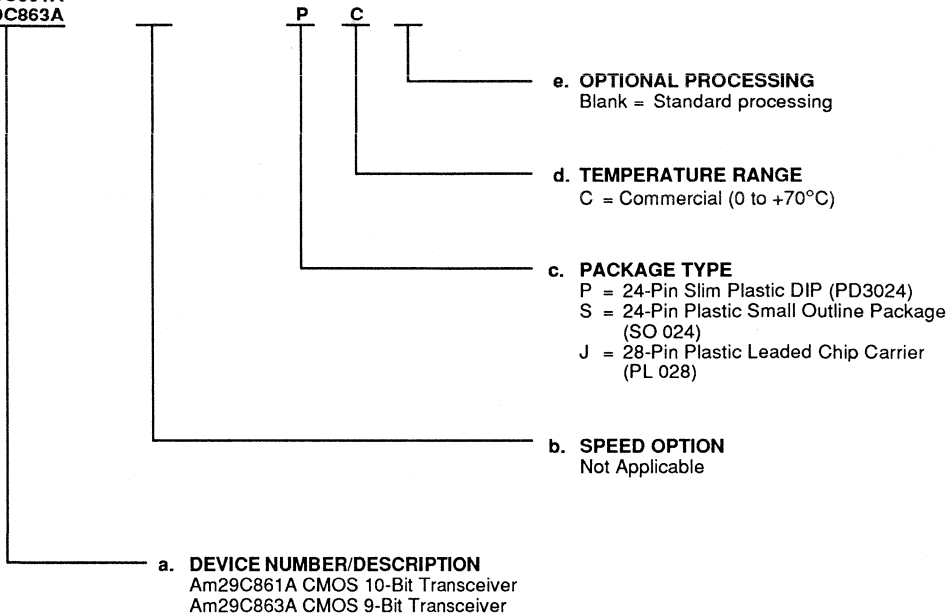 P C
e. OPTIONAL PROCESSING
Blank = Standard processing
d. TEMPERATURE RANGE
C = Commercial (0 to +70°C)
c. PACKAGE TYPE
P = 24-Pin Slim Plastic DIP (PD3024)
S = 24-Pin Plastic Small Outline Package
(SO 024)
J = 28-Pin Plastic Leaded Chip Carrier
(PL 028)
b. SPEED OPTION
Not Applicable
a. DEVICE NUMBER/DESCRIPTION
Am29C861A CMOS 10-Bit Transceiver
Am29C863A CMOS 9-Bit Transceiver